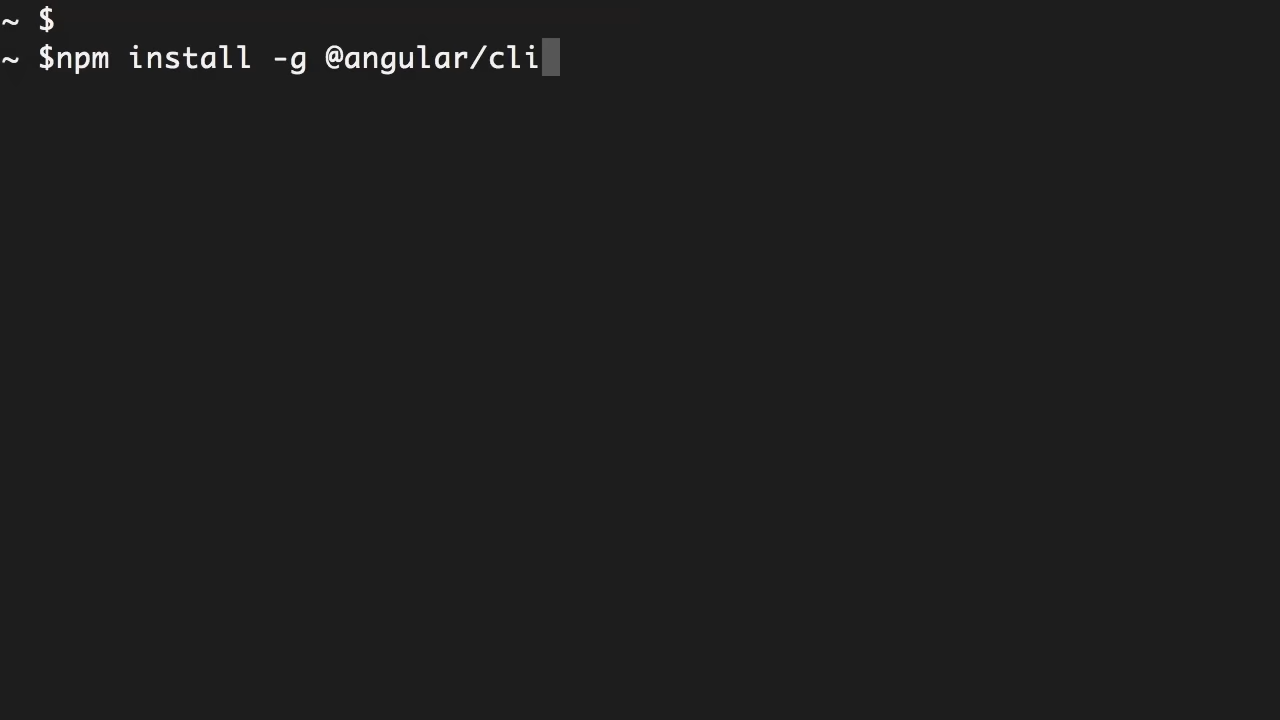 ~ $
~ $npm install -g @angular/cli